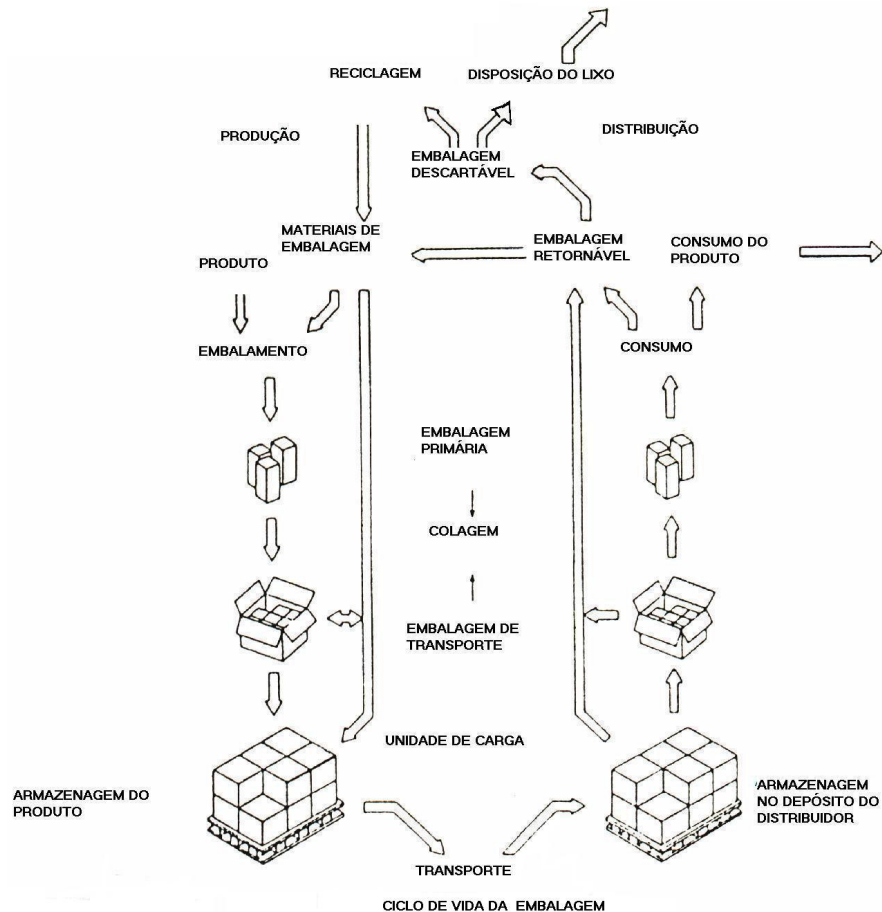 RECICLAGEM
DISPOSIÇÃO DO LIXO
PRODUÇÃO
DISTRIBUIÇÃO
EMBALAGEM
DESCARTÁVEL
MATERIAIS DE
EMBALAGEM
EMBALAGEM
RETORNÁVEL
CONSUMO DO
PRODUTO
PRODUTO
EMBALAMENTO
CONSUMO
EMBALAGEM
PRIMÁRIA
COLAGEM
EMBALAGEM DE
TRANSPORTE
UNIDADE DE CARGA
ARMAZENAGEM DO
PRODUTO
ARMAZENAGEM
NO DEPÓSITO DO
DISTRIBUIDOR
TRANSPORTE
CICLO DE VIDA DA EMBALAGEM